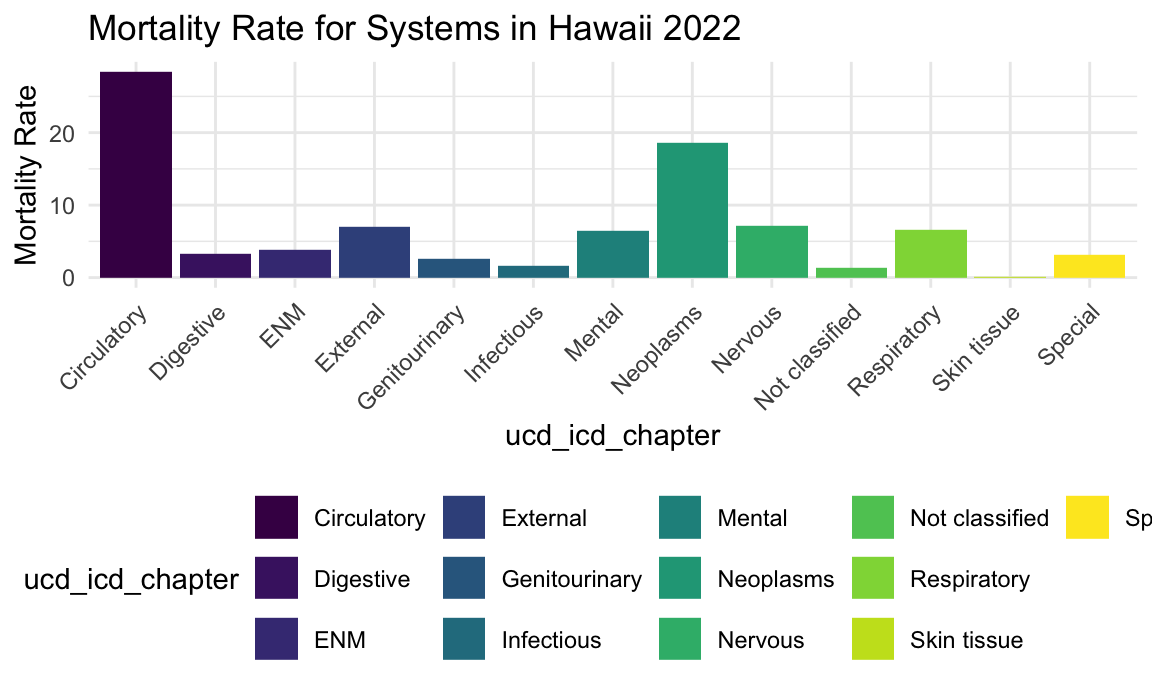 Mortality Rate for Systems in Hawaii 2022
Mortality Rate
20
10
0
Circulatory
Digestive
ENM
External
Genitourinary
Infectious
Mental
Neoplasms
Nervous
Not classified
Respiratory
Skin tissue
Special
ucd_icd_chapter
ucd_icd_chapter
Circulatory
Digestive
ENM
External
Genitourinary
Infectious
Mental
Neoplasms
Nervous
Not classified
Respiratory
Skin tissue
Sp